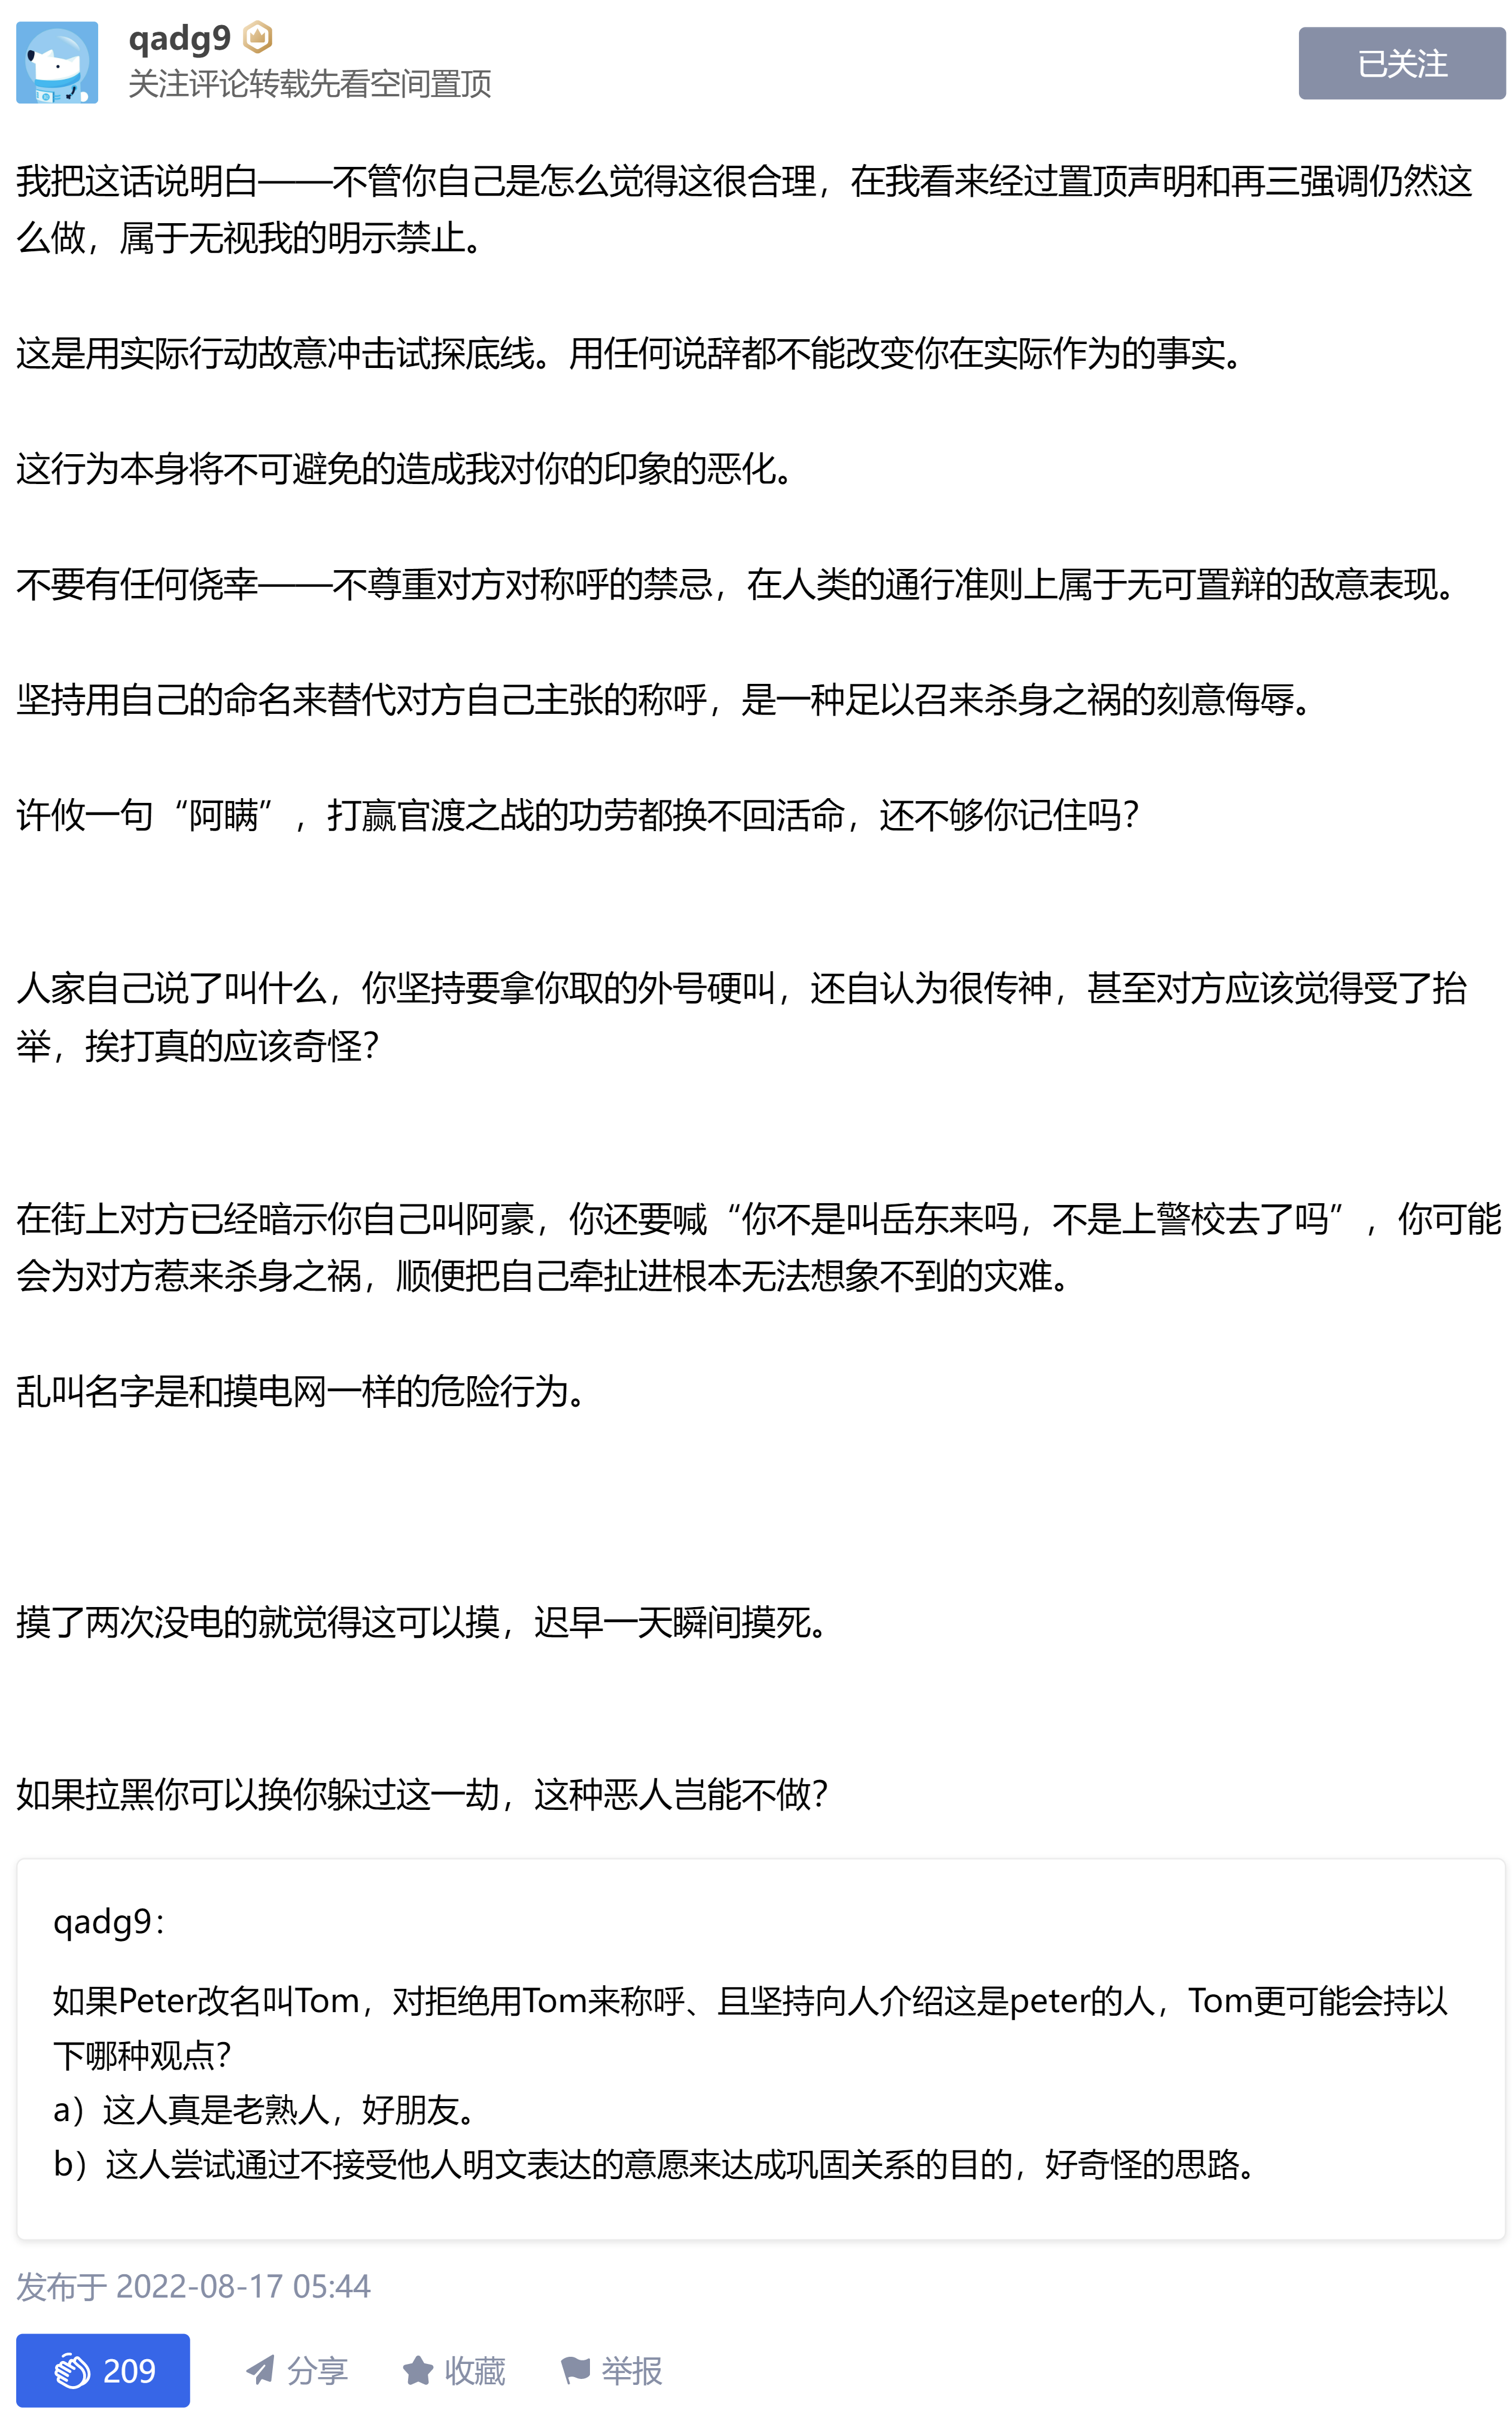 qadg9
关注评论转载先看空间置顶
已关注
我把这话说明白——不管你自己是怎么觉得这很合理，在我看来经过置顶声明和再三强调仍然这
么做，属于无视我的明示禁止。
这是用实际行动故意冲击试探底线。用任何说辞都不能改变你在实际作为的事实。
这行为本身将不可避免的造成我对你的印象的恶化。
不要有任何侥幸——不尊重对方对称呼的禁忌，在人类的通行准则上属于无可置辩的敌意表现。
坚持用自己的命名来替代对方自己主张的称呼，是一种足以召来杀身之祸的刻意侮辱。
许攸一句“阿瞒”，打赢官渡之战的功劳都换不回活命，还不够你记住吗？
人家自己说了叫什么，你坚持要拿你取的外号硬叫，还自认为很传神，甚至对方应该觉得受了抬
举，挨打真的应该奇怪？
在街上对方已经暗示你自己叫阿豪，你还要喊“你不是叫岳东来吗，不是上警校去了吗”，你可能
会为对方惹来杀身之祸，顺便把自己牵扯进根本无法想象不到的灾难。
乱叫名字是和摸电网一样的危险行为。
摸了两次没电的就觉得这可以摸，迟早一天瞬间摸死。
如果拉黑你可以换你躲过这一劫，这种恶人岂能不做？
qadg9：
如果Peter改名叫Tom，对拒绝用Tom来称呼、且坚持向人介绍这是peter的人，Tom更可能会持以
下哪种观点？
a）这人真是老熟人，好朋友。
b）这人尝试通过不接受他人明文表达的意愿来达成巩固关系的目的，好奇怪的思路。
发布于 2022-08-17 05:44
209 分享 收藏 举报